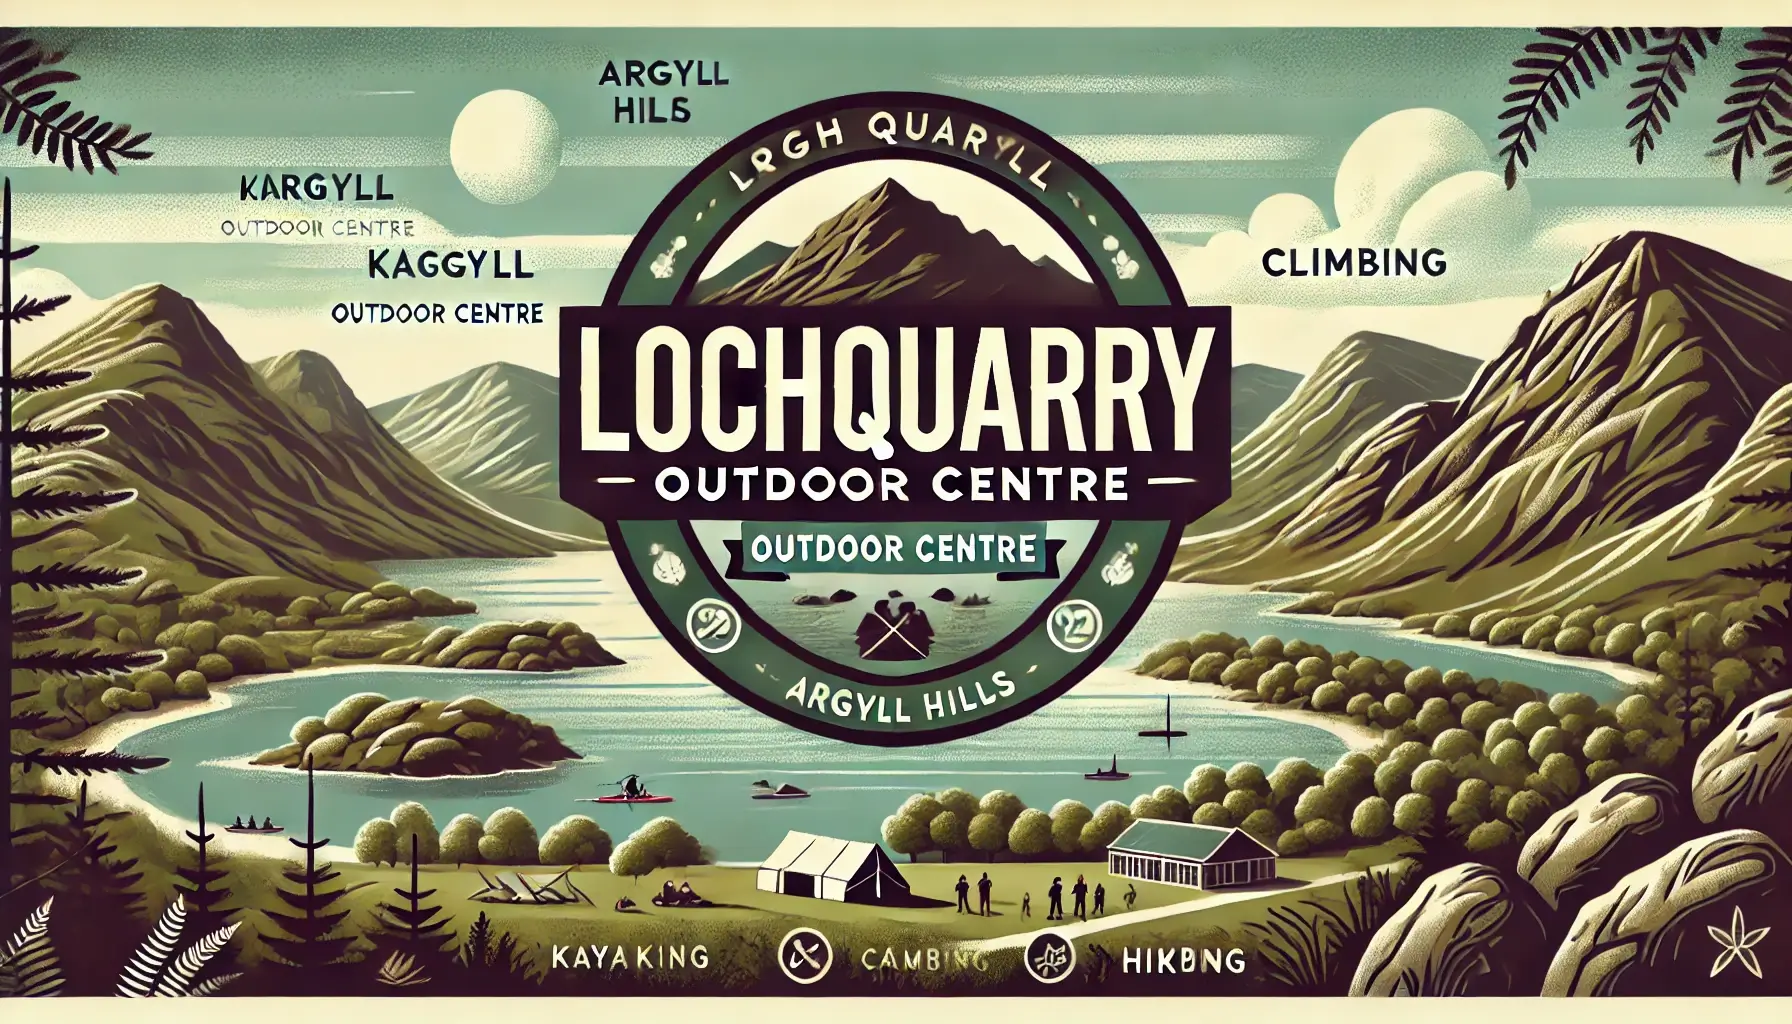 ARGYLL
HILS
LRGH QUARYLL
KARGYLL
OUTDOOR CENTRE
KAGGYLL
OUTDOOR CENTRE
CLIMBING
LOCHQUARRY
OUTDOOR CENTRE
OUTDOOR CENTRE
ARGYLL HILLS
KAYAKING
CAMBING
HIKBNG